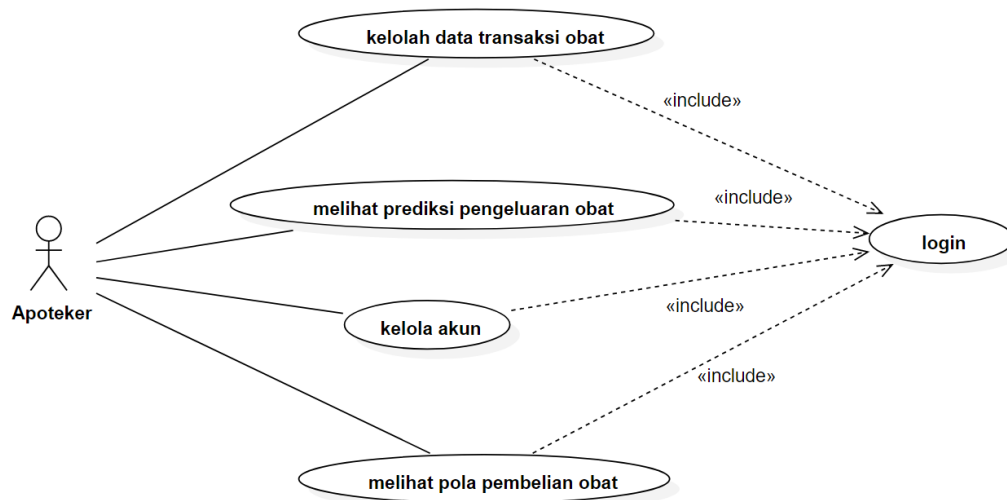 kelolah data transaksi obat
«include»
melihat prediksi pengeluaran obat
«include»
login
Apoteker
kelola akun
«include»
«include»
melihat pola pembelian obat